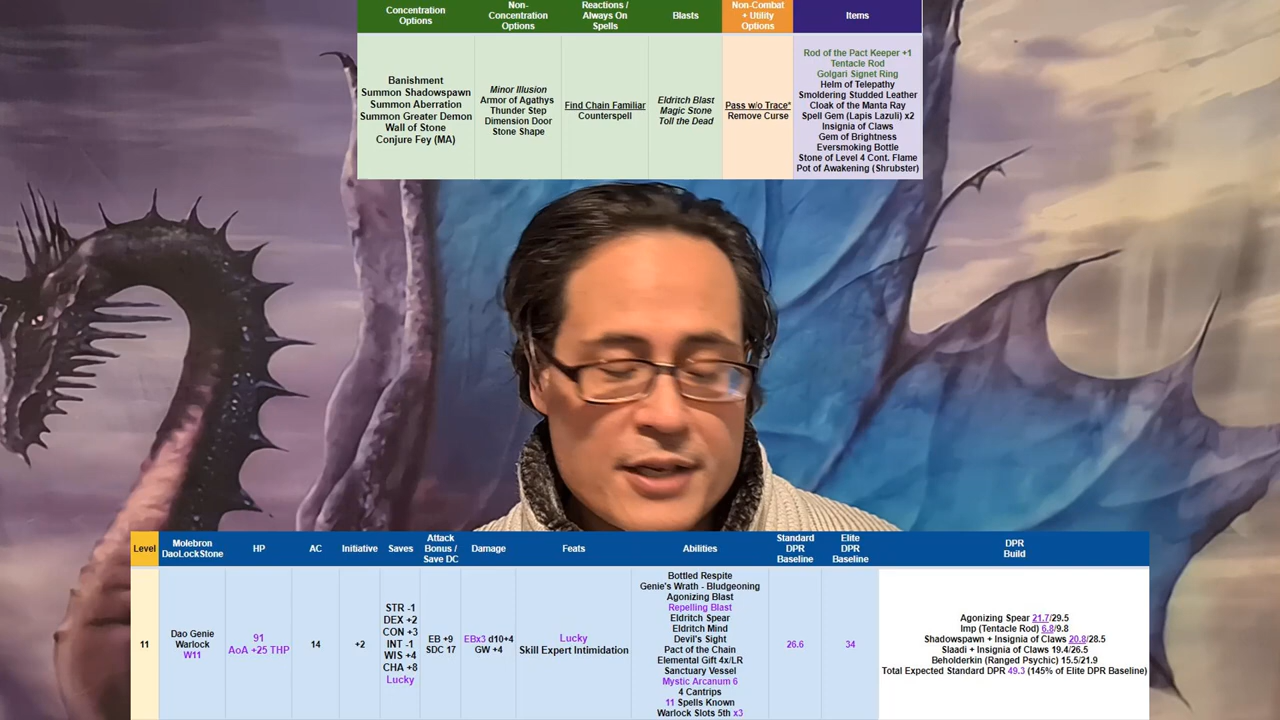 Concentration
Options
Non-
Concentration
Options
Reactions /
Always On
Spells
Blasts
Non-Combat
+ Utility
Options
Items
Banishment
Summon Shadowspawn
Summon Aberration
Summon Greater Demon
Wall of Stone
Conjure Fey (MA)
Minor Illusion
Armor of Agathys
Thunder Step
Dimension Door
Stone Shape
Find Chain Familiar
Counterspell
Eldritch Blast
Magic Stone
Toll the Dead
Pass w/o Trace*
Remove Curse
Rod of the Pact Keeper +1
Tentacle Rod
Golgari Signet Ring
Helm of Telepathy
Smoldering Studded Leather
Cloak of the Manta Ray
Spell Gem (Lapis Lazuli) x2
Insignia of Claws
Gem of Brightness
Eversmoking Bottle
Stone of Level 4 Cont. Flame
Pot of Awakening (Shrubster)
Level
Molebron
DaoLockStone
HP
AC
Initiative
Saves
Attack
Bonus /
Save DC
Damage
Feats
Abilities
Standard
DPR
Baseline
Elite
DPR
Baseline
DPR
Build
11
Dao Genie
Warlock
W11
91
AoA +25 THP
14
+2
STR -1
DEX +2
CON +3
INT -1
WIS +4
CHA +8
Lucky
EB +9
SDC 17
EBx3 d10+4
GW +4
Lucky
Skill Expert Intimidation
Bottled Respite
Genie's Wrath - Bludgeoning
Agonizing Blast
Repelling Blast
Eldritch Spear
Eldritch Mind
Devil's Sight
Pact of the Chain
Elemental Gift 4x/LR
Sanctuary Vessel
Mystic Arcanum 6
4 Cantrips
11 Spells Known
Warlock Slots 5th x3
26.6
34
Agonizing Spear 21.7/29.5
Imp (Tentacle Rod) 6.8/9.8
Shadowspawn + Insignia of Claws 20.8/28.5
Slaadi + Insignia of Claws 19.4/26.5
Beholderkin (Ranged Psychic) 15.5/21.9
Total Expected Standard DPR 49.3 (145% of Elite DPR Baseline)